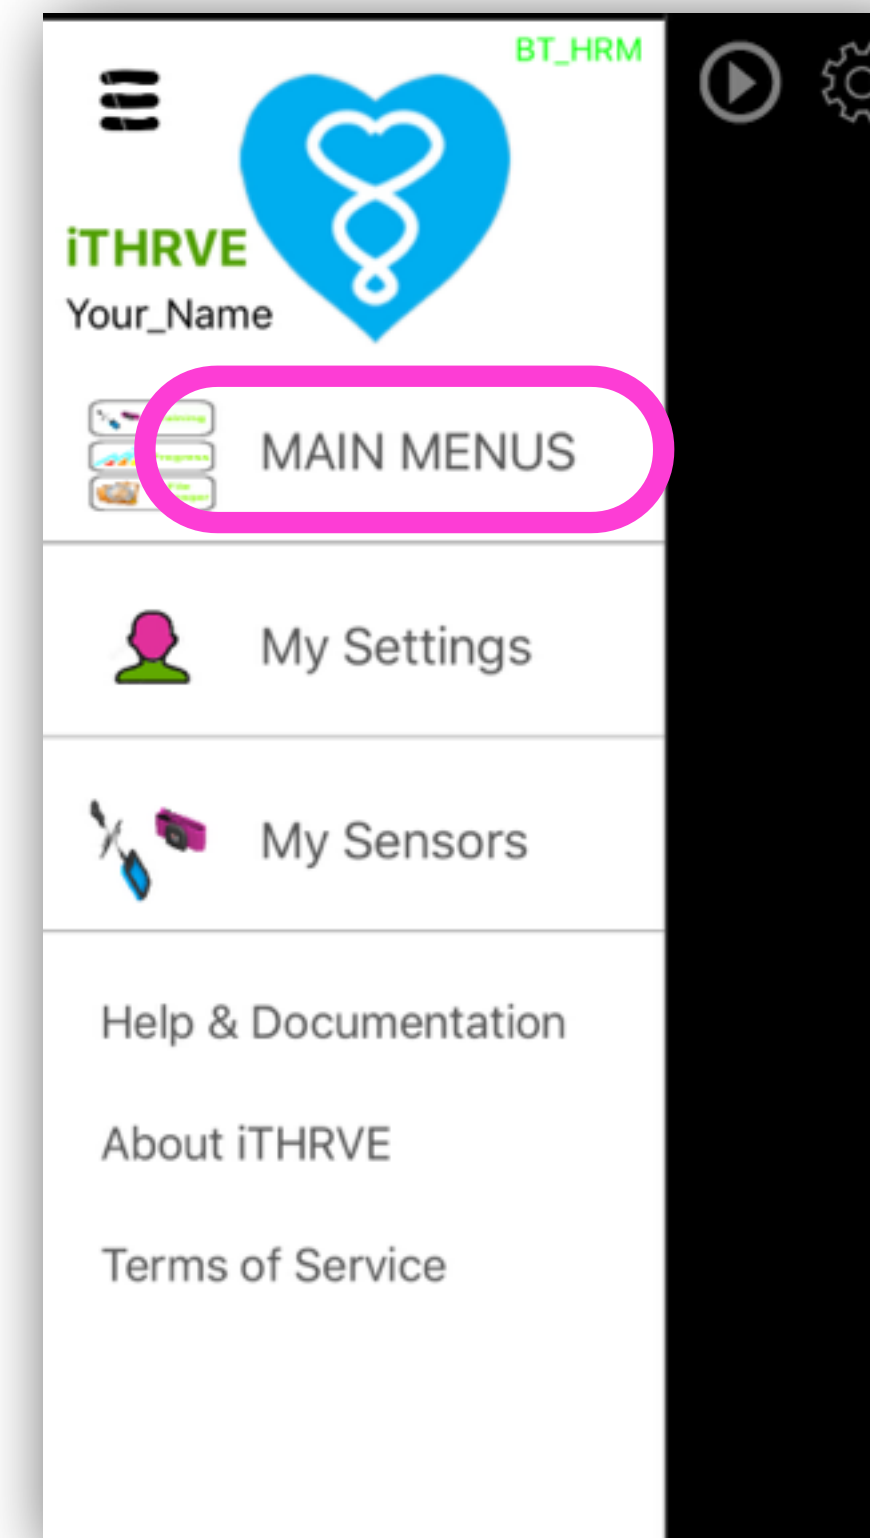 BT_HRM
iTHRVE
Your_Name
MAIN MENUS
My Settings
My Sensors
Help & Documentation
About iTHRVE
Terms of Service